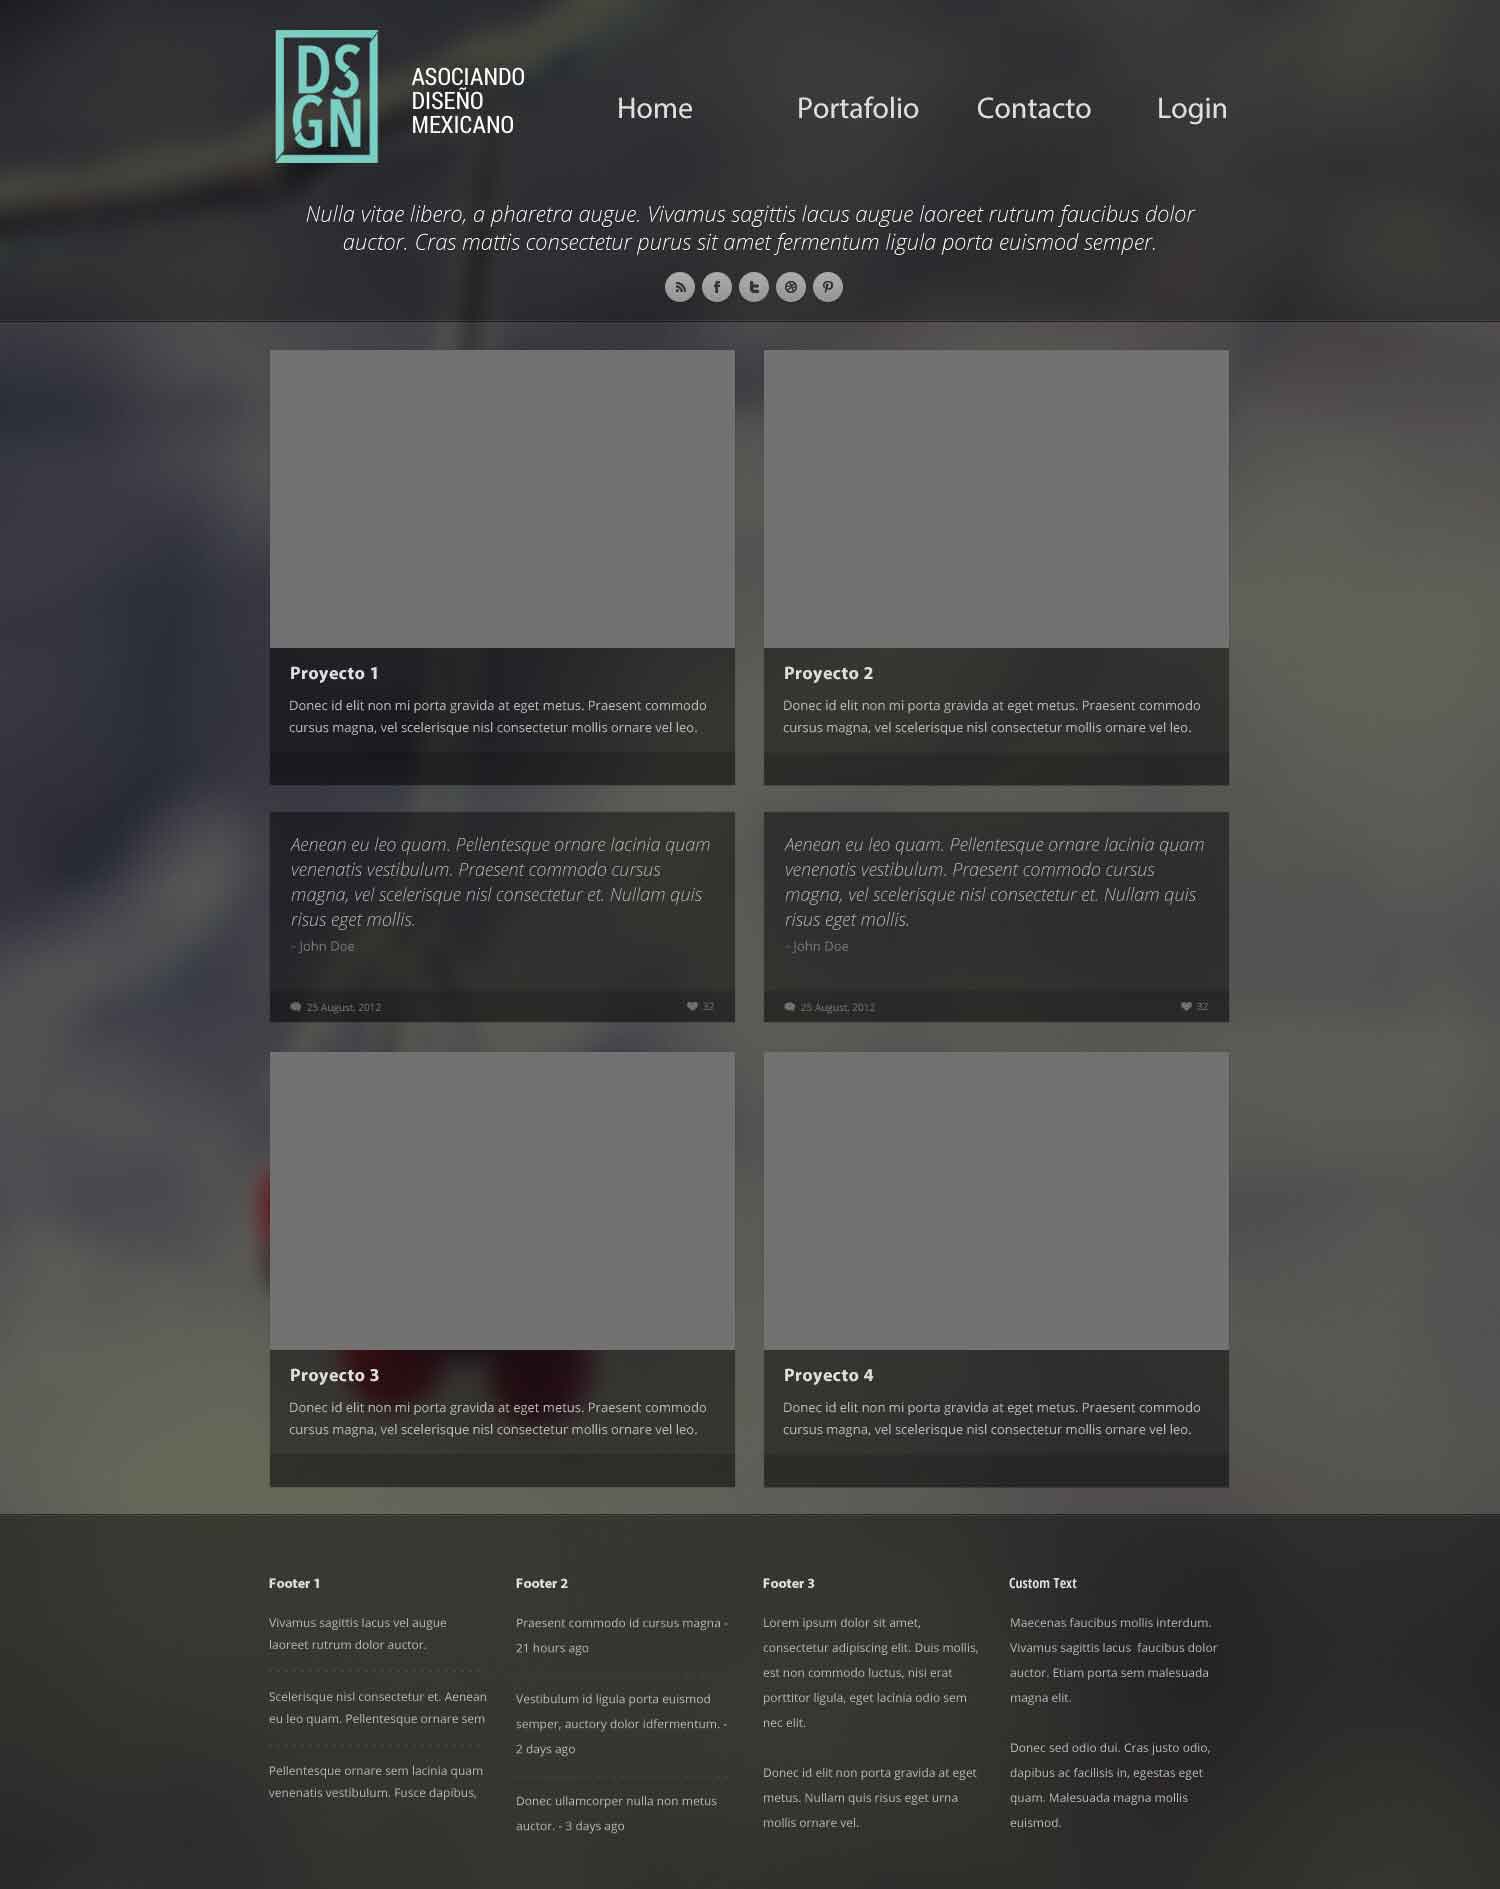 DS
GN
ASOCIANDO
DISEÑO
MEXICANO
Home Portafolio Contacto Login
Nulla vitae libero, a pharetra augue. Vivamus sagittis lacus augue laoreet rutrum faucibus dolor
auctor. Cras mattis consectetur purus sit amet fermentum ligula porta euismod semper.
Proyecto 1
Donec id elit non mi porta gravida at eget metus. Praesent commodo
cursus magna, vel scelerisque nisl consectetur mollis ornare vel leo.
Proyecto 2
Donec id elit non mi porta gravida at eget metus. Praesent commodo
cursus magna, vel scelerisque nisl consectetur mollis ornare vel leo.
Aenean eu leo quam. Pellentesque ornare lacinia quam
venenatis vestibulum. Praesent commodo cursus
magna, vel scelerisque nisl consectetur et. Nullam quis
risus eget mollis.
- John Doe
25 August, 2012 32
Aenean eu leo quam. Pellentesque ornare lacinia quam
venenatis vestibulum. Praesent commodo cursus
magna, vel scelerisque nisl consectetur et. Nullam quis
risus eget mollis.
- John Doe
25 August, 2012 32
Proyecto 3
Donec id elit non mi porta gravida at eget metus. Praesent commodo
cursus magna, vel scelerisque nisl consectetur mollis ornare vel leo.
Proyecto 4
Donec id elit non mi porta gravida at eget metus. Praesent commodo
cursus magna, vel scelerisque nisl consectetur mollis ornare vel leo.
Footer 1
Vivamus sagittis lacus vel augue
laoreet rutrum dolor auctor.
Scelerisque nisl consectetur et. Aenean
eu leo quam. Pellentesque ornare sem
Pellentesque ornare sem lacinia quam
venenatis vestibulum. Fusce dapibus,
Footer 2
Praesent commodo id cursus magna -
21 hours ago
Vestibulum id ligula porta euismod
semper, auctory dolor idfermentum. -
2 days ago
Donec ullamcorper nulla non metus
auctor. - 3 days ago
Footer 3
Lorem ipsum dolor sit amet,
consectetur adipiscing elit. Duis mollis,
est non commodo luctus, nisi erat
porttitor ligula, eget lacinia odio sem
nec elit.
Donec id elit non porta gravida at eget
metus. Nullam quis risus eget urna
mollis ornare vel.
Custom Text
Maecenas faucibus mollis interdum.
Vivamus sagittis lacus faucibus dolor
auctor. Etiam porta sem malesuada
magna elit.
Donec sed odio dui. Cras justo odio,
dapibus ac facilisis in, egestas eget
quam. Malesuada magna mollis
euismod.